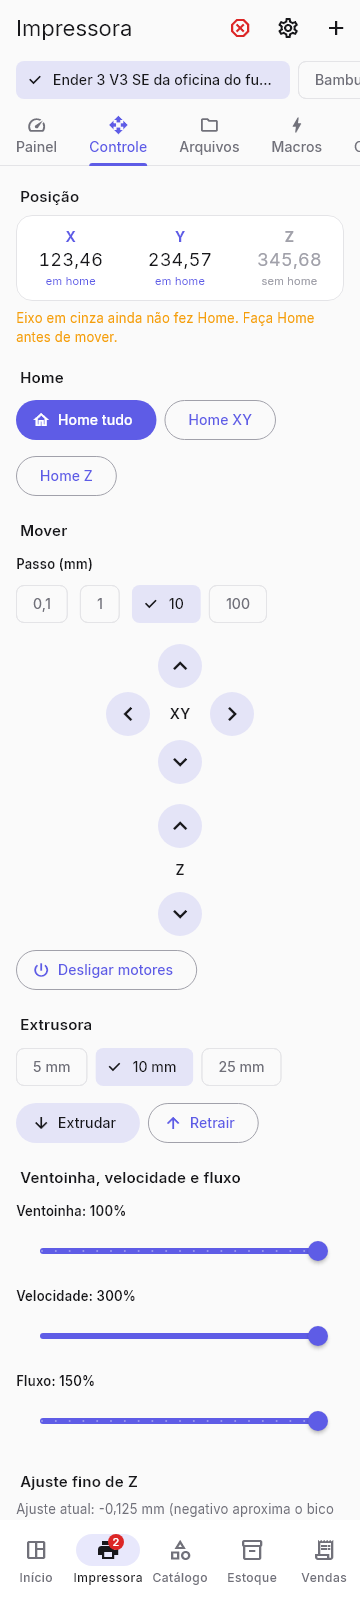 Impressora
Ender 3 V3 SE da oficina do fu...
Bambu
Painel
Controle
Arquivos
Macros
Posição
X
Y
Z
123,46
234,57
345,68
em home
em home
sem home
Eixo em cinza ainda não fez Home. Faça Home
antes de mover.
Home
Home tudo
Home XY
Home Z
Mover
Passo (mm)
0,1
1
10
100
XY
Z
Desligar motores
Extrusora
5 mm
10 mm
25 mm
Extrudar
Retrair
Ventoinha, velocidade e fluxo
Ventoinha: 100%
Velocidade: 300%
Fluxo: 150%
Ajuste fino de Z
Ajuste atual: -0,125 mm (negativo aproxima o bico
2
Início
Impressora
Catálogo
Estoque
Vendas